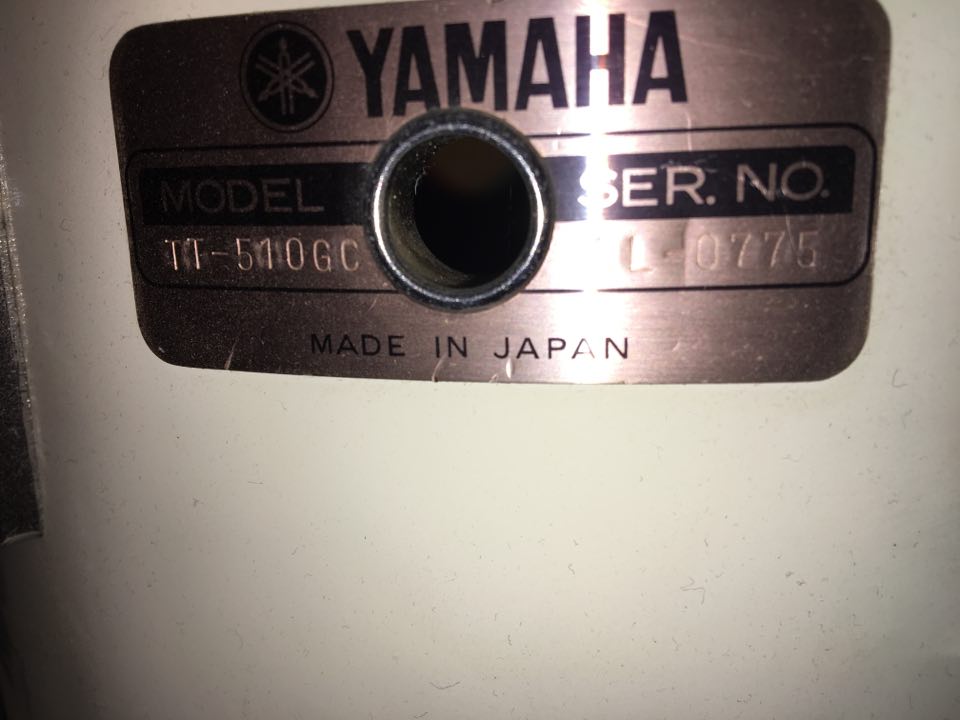 YAMAHA
MODEL SER. NO.
TT-510GC L-0775
MADE IN JAPAN